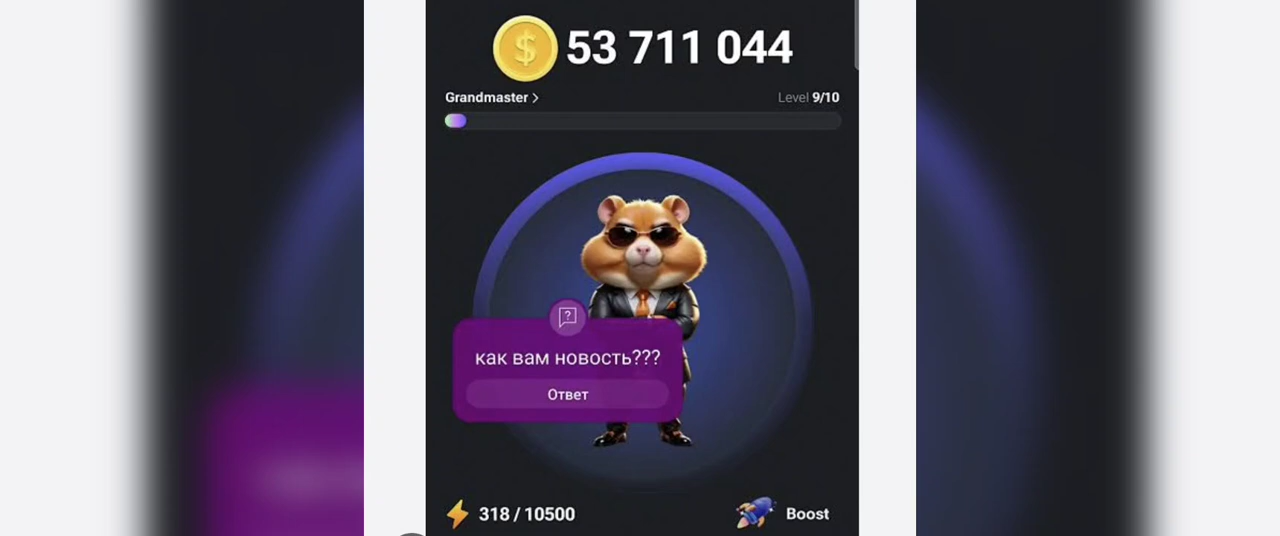 53 711 044
Grandmaster >
Level 9/10
как вам новость???
Ответ
318 / 10500
Boost